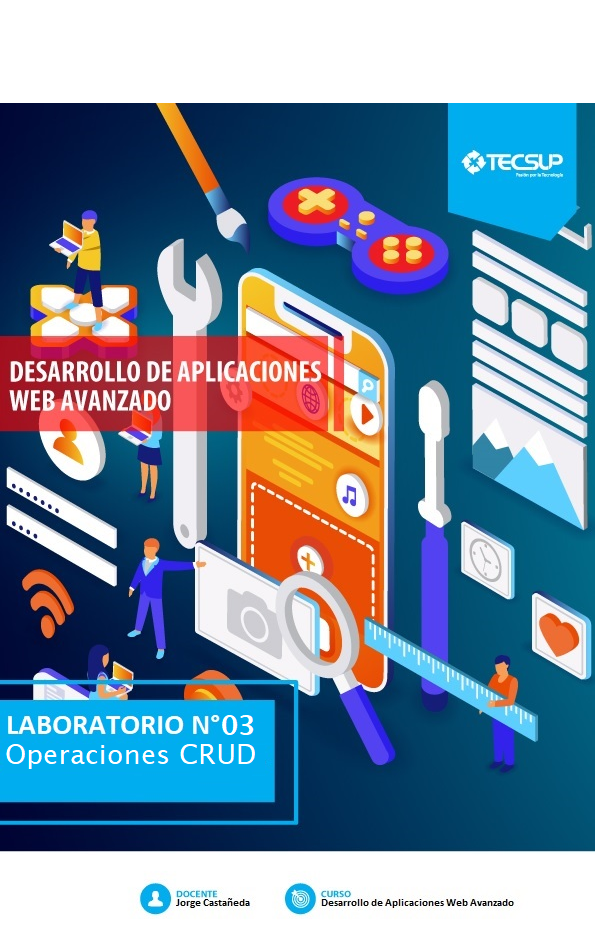 TECSUP
Pasión por la Tecnología
DESARROLLO DE APLICACIONES
WEB AVANZADO
LABORATORIO N°03
Operaciones CRUD
DOCENTE
Jorge Castañeda
CURSO
Desarrollo de Aplicaciones Web Avanzado